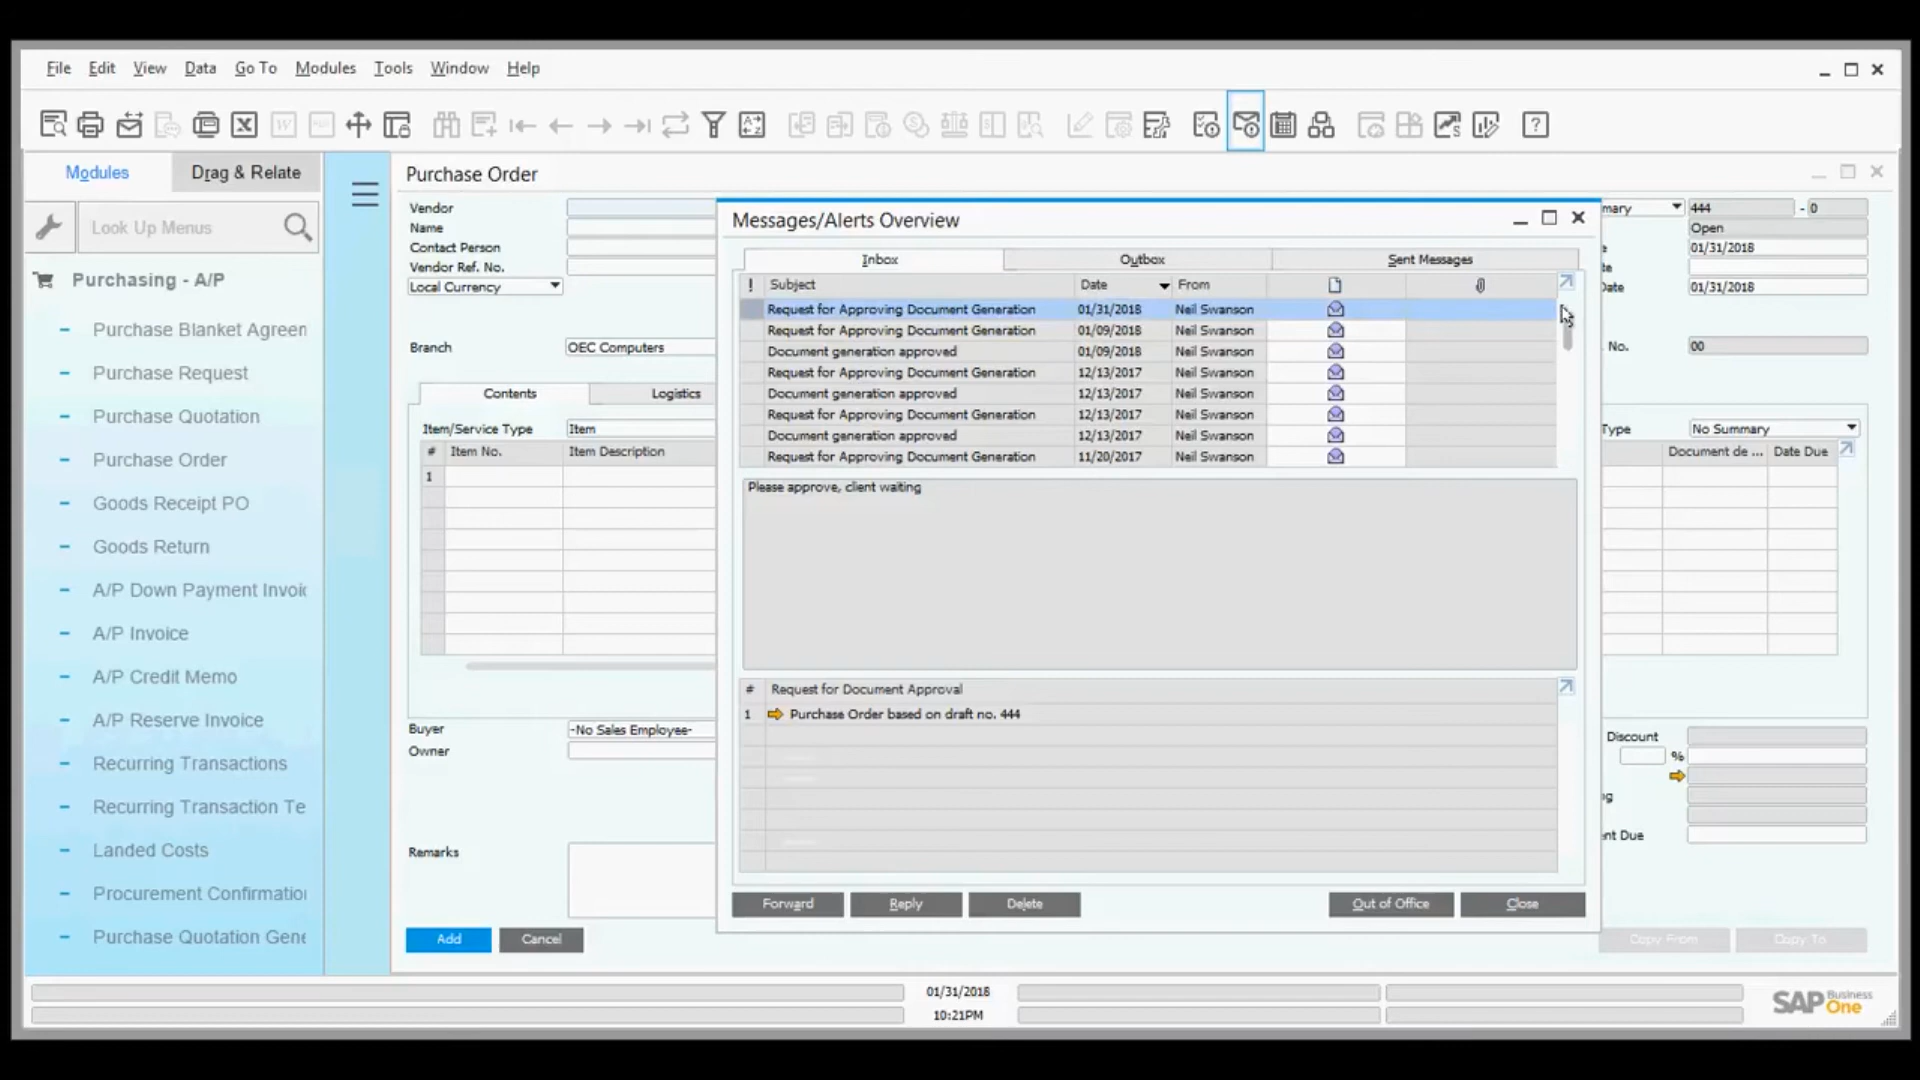 File Edit View Data Go To Modules Tools Window Help
Modules Drag & Relate
Look Up Menus
Purchasing - A/P
Purchase Blanket Agreen
Purchase Request
Purchase Quotation
Purchase Order
Goods Receipt PO
Goods Return
A/P Down Payment Invoic
A/P Invoice
A/P Credit Memo
A/P Reserve Invoice
Recurring Transactions
Recurring Transaction Te
Landed Costs
Procurement Confirmation
Purchase Quotation Gene
Purchase Order
Vendor
Name
Contact Person
Vendor Ref. No.
Local Currency
Branch OEC Computers
Contents Logistics
Item/Service Type Item
# Item No. Item Description
1
Buyer -No Sales Employee-
Owner
Remarks
Add Cancel
mary 444 - 0
Open
01/31/2018
Date 01/31/2018
No. 00
Type No Summary
Document de ... Date Due
Discount
%
nt Due
Copy From Copy To
Messages/Alerts Overview
Inbox Outbox Sent Messages
! Subject Date From
Request for Approving Document Generation 01/31/2018 Neil Swanson
Request for Approving Document Generation 01/09/2018 Neil Swanson
Document generation approved 01/09/2018 Neil Swanson
Request for Approving Document Generation 12/13/2017 Neil Swanson
Document generation approved 12/13/2017 Neil Swanson
Request for Approving Document Generation 12/13/2017 Neil Swanson
Document generation approved 12/13/2017 Neil Swanson
Request for Approving Document Generation 11/20/2017 Neil Swanson
Please approve, client waiting
# Request for Document Approval
1 Purchase Order based on draft no. 444
Forward Reply Delete Out of Office Close
01/31/2018
10:21PM
SAP Business One